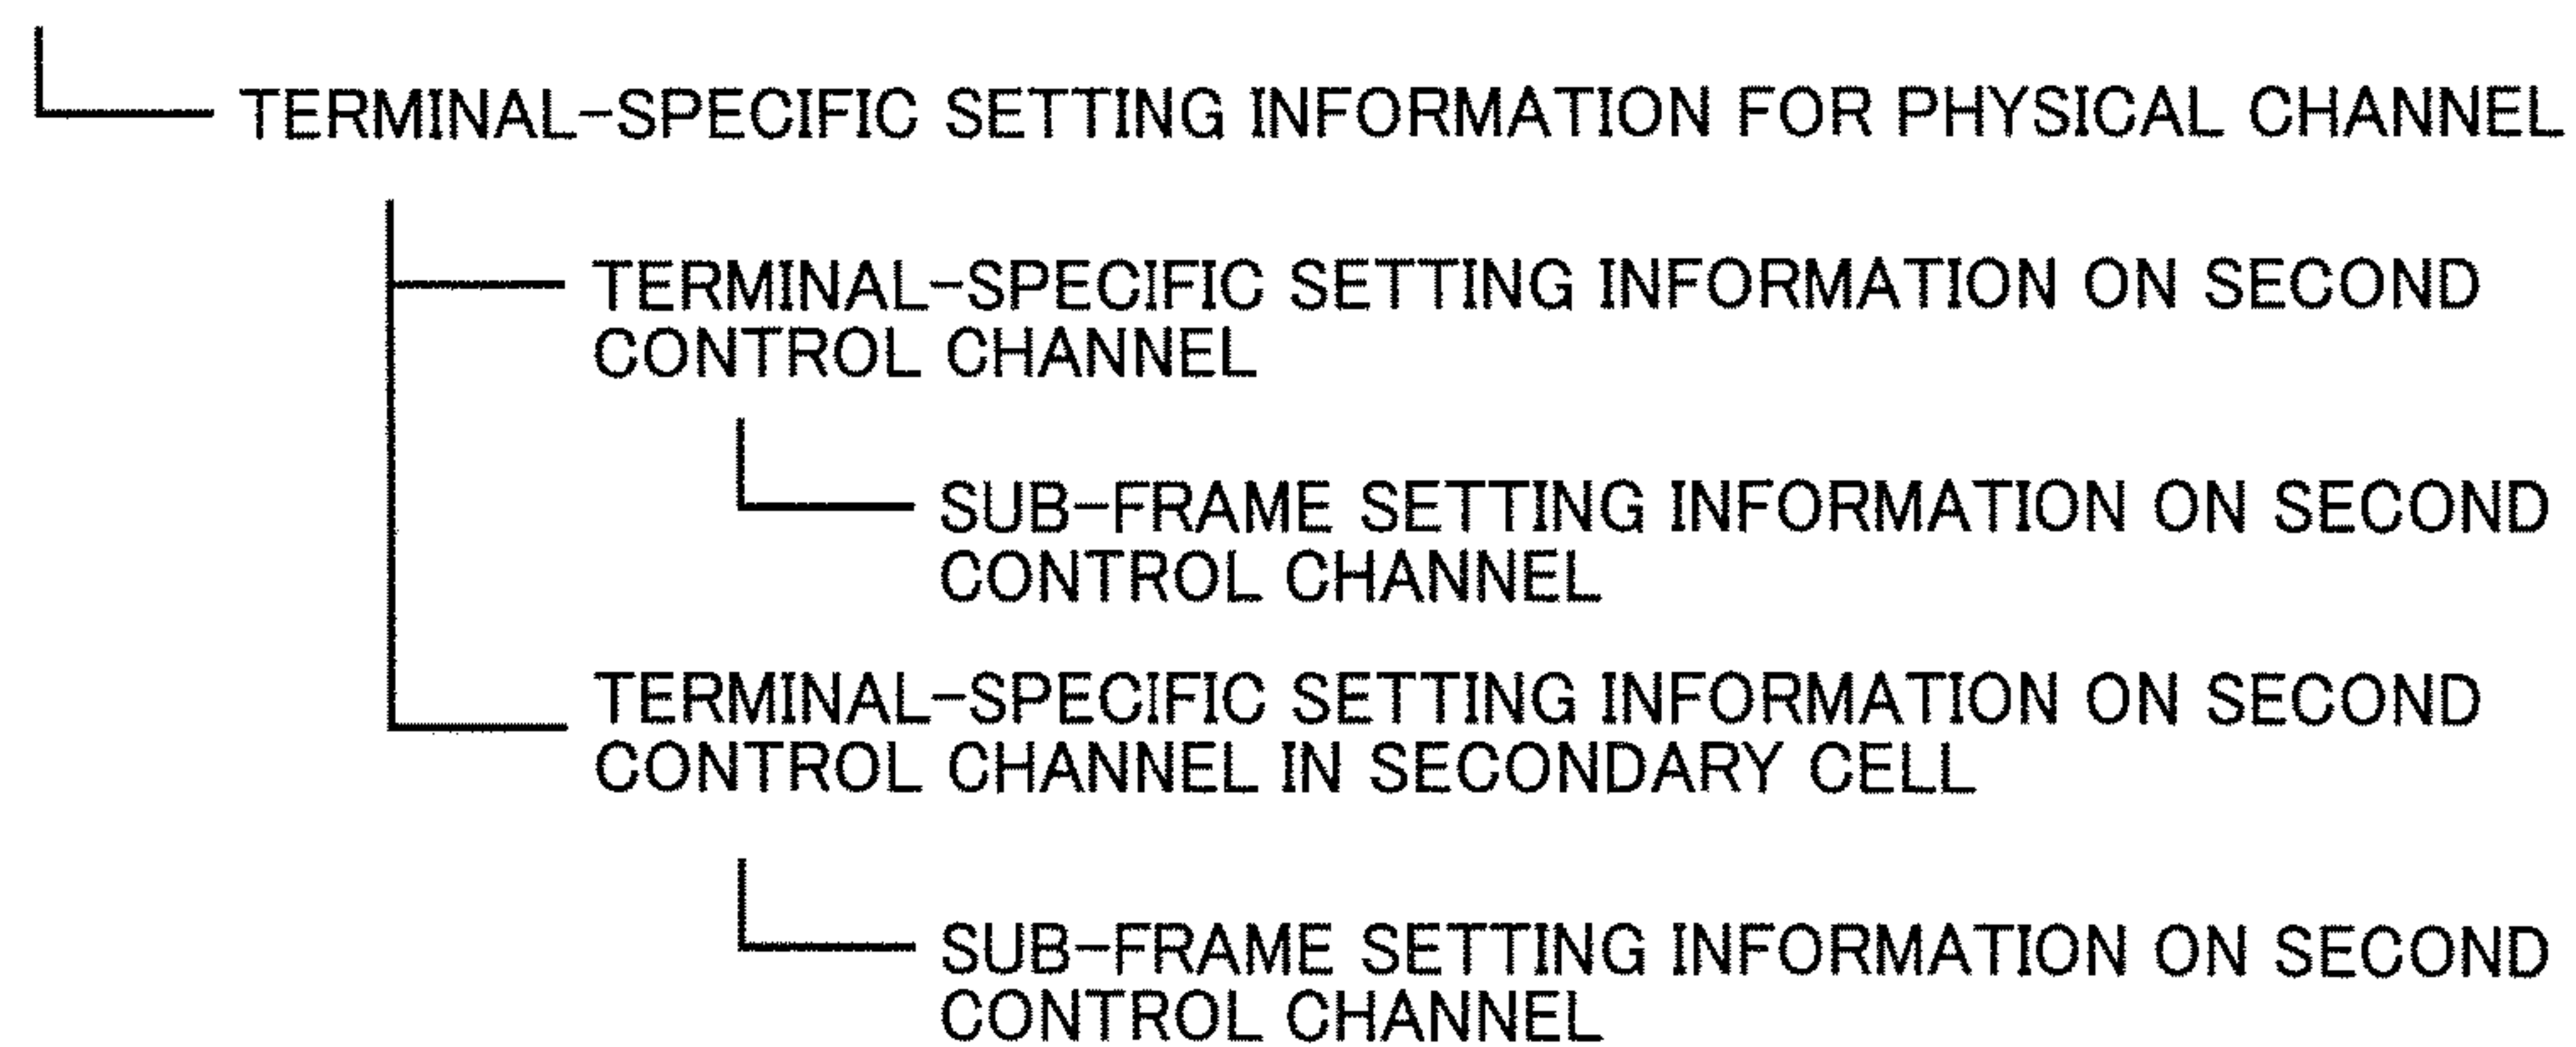 TERMINAL-SPECIFIC SETTING INFORMATION FOR PHYSICAL CHANNEL
TERMINAL-SPECIFIC SETTING INFORMATION ON SECOND
CONTROL CHANNEL
SUB-FRAME SETTING INFORMATION ON SECOND
CONTROL CHANNEL
TERMINAL-SPECIFIC SETTING INFORMATION ON SECOND
CONTROL CHANNEL IN SECONDARY CELL
SUB-FRAME SETTING INFORMATION ON SECOND
CONTROL CHANNEL